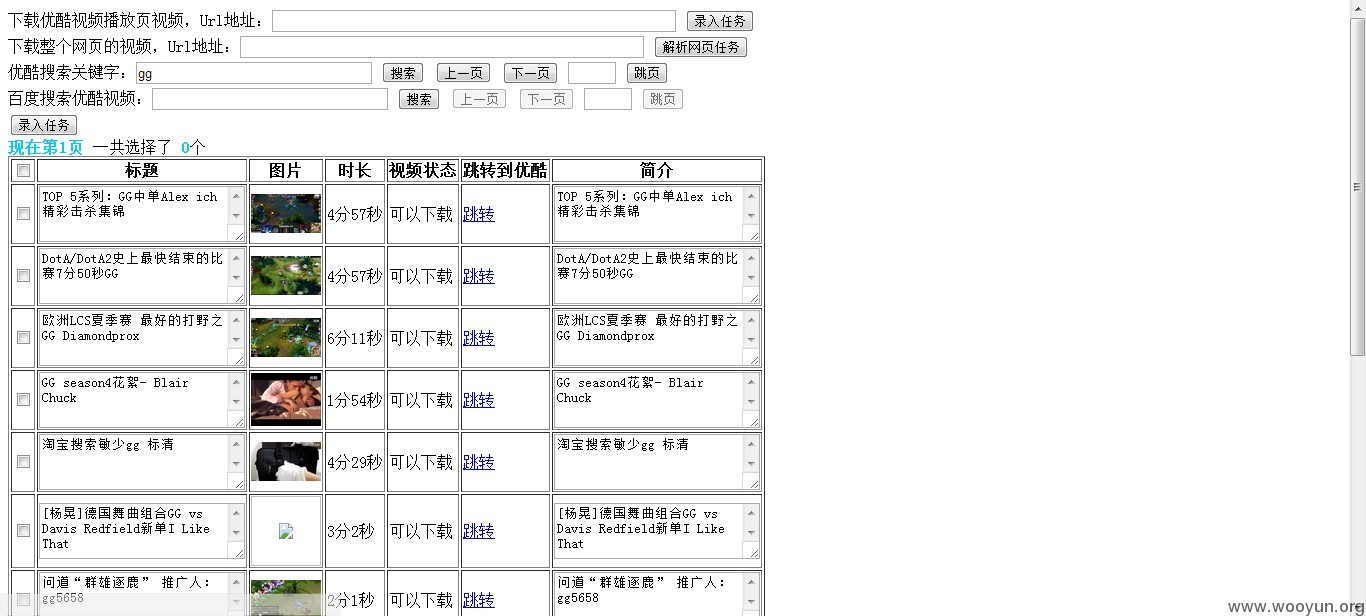 下载优酷视频播放页视频，Url地址： 录入任务
下载整个网页的视频，Url地址： 解析网页任务
优酷搜索关键字： gg 搜索 上一页 下一页 跳页
百度搜索优酷视频： 搜索 上一页 下一页 跳页
录入任务
现在第1页 一共选择了 0个
标题 图片 时长 视频状态 跳转到优酷 简介
TOP 5系列：GG中单Alex ich 4分57秒 可以下载 跳转 TOP 5系列：GG中单Alex ich
精彩击杀集锦 精彩击杀集锦
DotA/DotA2史上最快结束的比 4分57秒 可以下载 跳转 DotA/DotA2史上最快结束的比
赛7分50秒GG 赛7分50秒GG
欧洲LCS夏季赛 最好的打野之 6分11秒 可以下载 跳转 欧洲LCS夏季赛 最好的打野之
GG Diamondprox GG Diamondprox
GG season4花絮- Blair 1分54秒 可以下载 跳转 GG season4花絮- Blair
Chuck Chuck
淘宝搜索敏少gg 标清 4分29秒 可以下载 跳转 淘宝搜索敏少gg 标清
[杨晃]德国舞曲组合GG vs [杨晃]德国舞曲组合GG vs
Davis Redfield新单I Like 3分2秒 可以下载 跳转 Davis Redfield新单I Like
That That
问道“群雄逐鹿” 推广人： 问道“群雄逐鹿” 推广人：
gg5658 2分1秒 可以下载 跳转 gg5658
www.wooyun.org